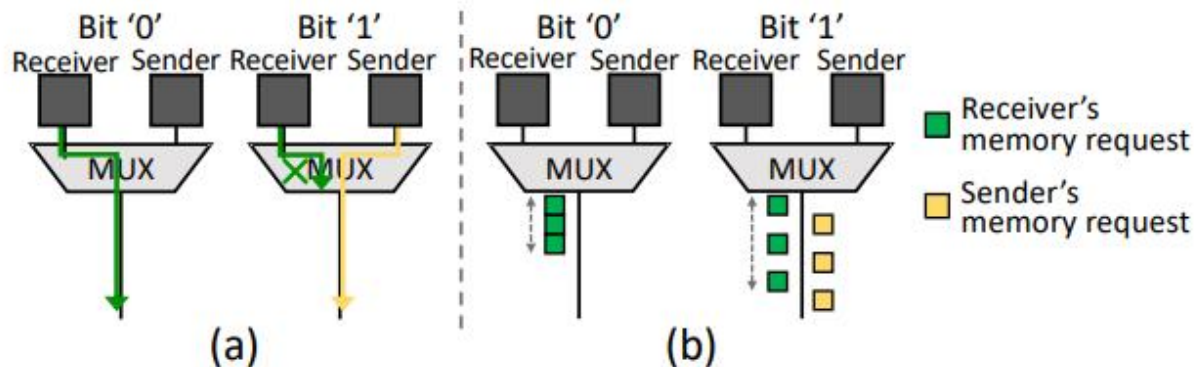 Bit ‘0’ Bit ‘1’
Receiver Sender Receiver Sender
MUX MUX
(a)
Bit ‘0’ Bit ‘1’
Receiver Sender Receiver Sender
MUX MUX
(b)
Receiver's
memory request
Sender's
memory request